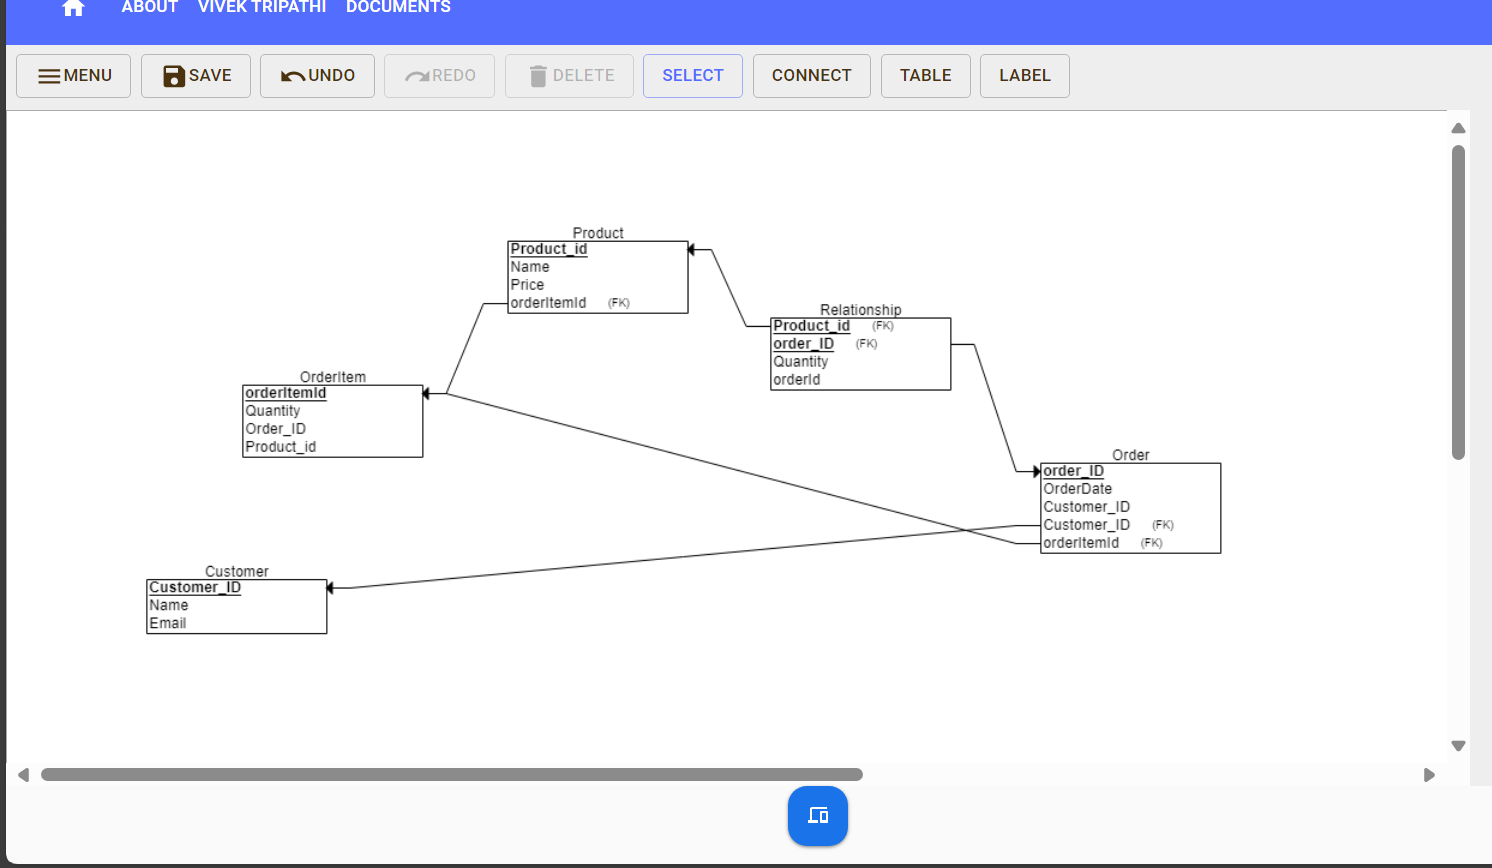 ABOUT VIVEK TRIPATHI DOCUMENTS
MENU SAVE UNDO REDO DELETE SELECT CONNECT TABLE LABEL
Product
Product_id
Name
Price
orderItemId (FK)
Relationship
Product_id (FK)
order_ID (FK)
Quantity
orderId
OrderItem
orderItemId
Quantity
Order_ID
Product_id
Order
order_ID
OrderDate
Customer_ID
Customer_ID (FK)
orderItemId (FK)
Customer
Customer_ID
Name
Email